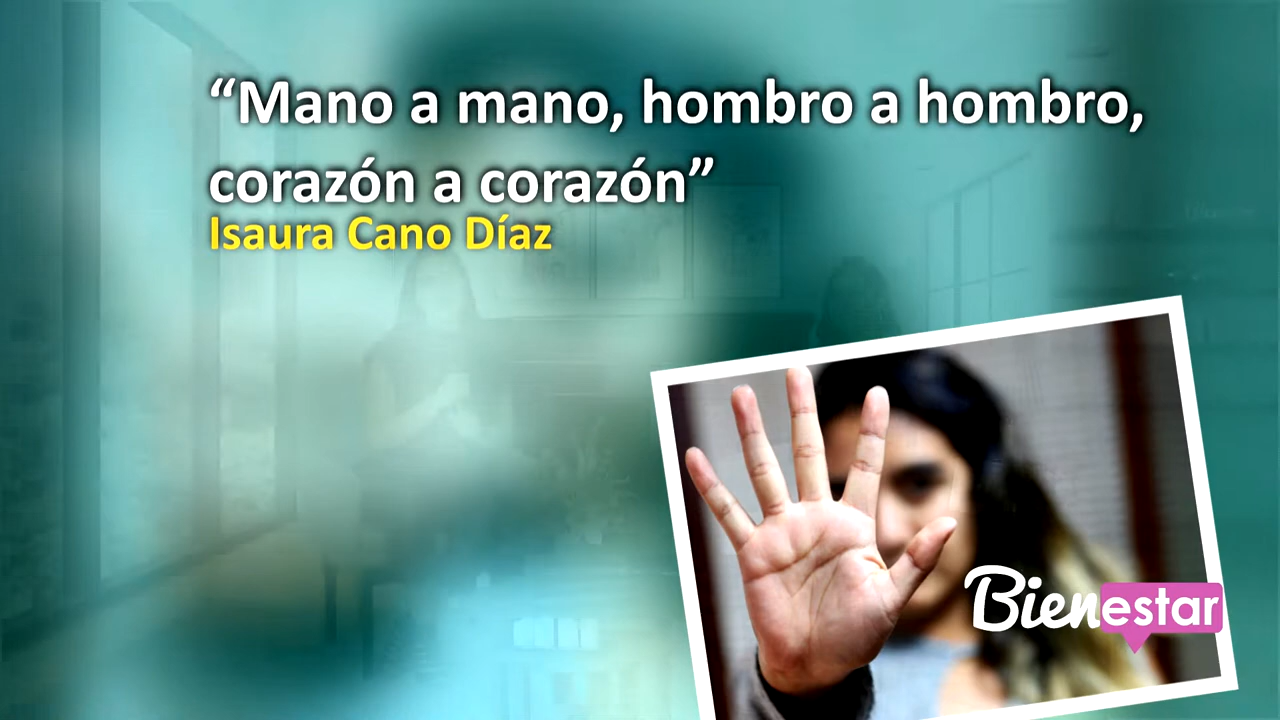 “Mano a mano, hombro a hombro,
corazón a corazón”
Isaura Cano Díaz
Bienestar